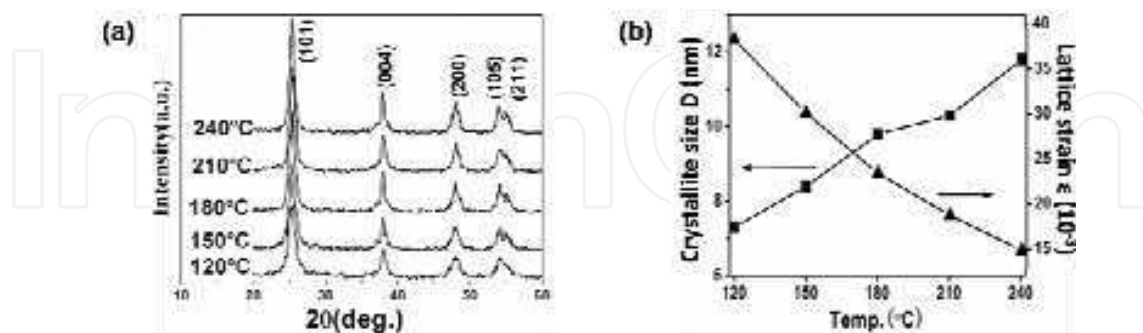 (a)
Intensity(a.u.)
(101)
(004)
(200)
(105)
(211)
240°C
210°C
180°C
150°C
120°C
10 20 30 40 50 60
2θ(deg.)
(b)
Crystallite size D (nm)
12
10
8
6
Lattice strain ε (10⁻³)
40
35
30
25
20
15
120 150 180 210 240
Temp. (°C)